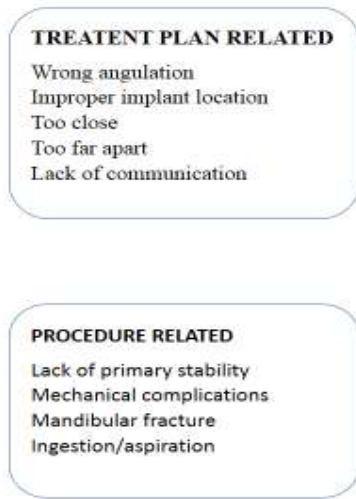 TREATENT PLAN RELATED
Wrong angulation
Improper implant location
Too close
Too far apart
Lack of communication
PROCEDURE RELATED
Lack of primary stability
Mechanical complications
Mandibular fracture
Ingestion/aspiration